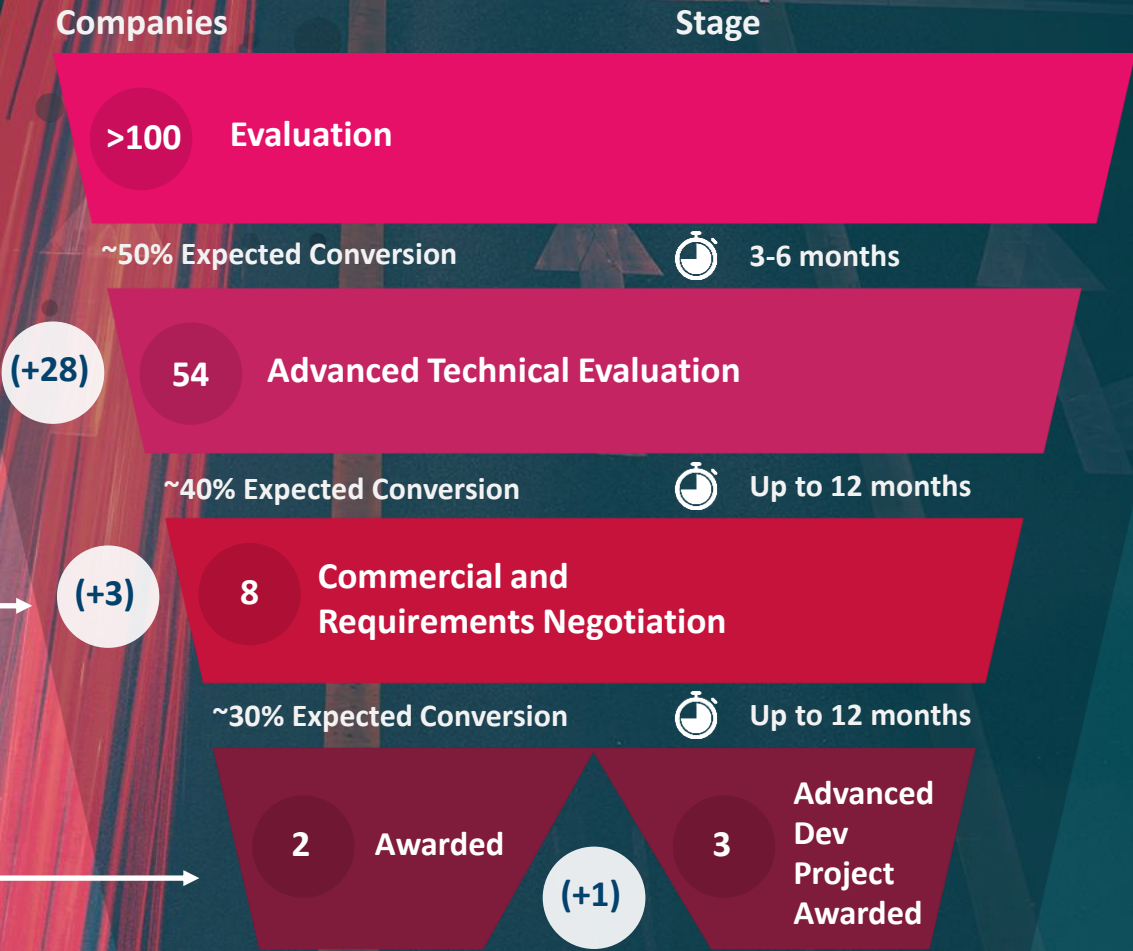 Companies
Stage
>100
Evaluation
~50% Expected Conversion
3-6 months
(+28)
54
Advanced Technical Evaluation
~40% Expected Conversion
Up to 12 months
(+3)
8
Commercial and
Requirements Negotiation
~30% Expected Conversion
Up to 12 months
2
Awarded
(+1)
3
Advanced
Dev
Project
Awarded